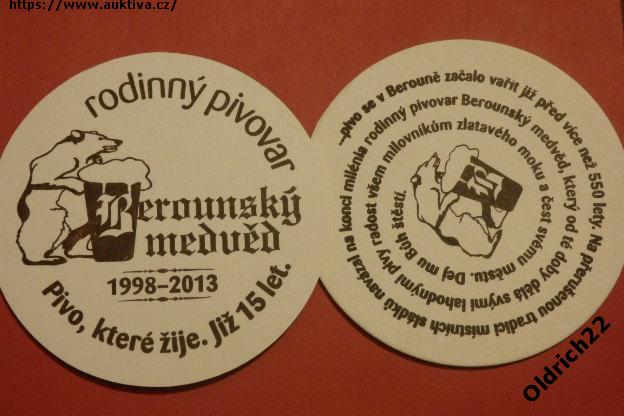 https://www.auktiva.cz/
rodinný pivovar
Berounský
medvěd
1998–2013
Pivo, které žije. Již 15 let.
...pivo se v Berouně začalo vařit již před více než 550 lety. Na přerušenou tradici místních sládků navázal na konci milénia rodinný pivovar Berounský medvěd, který od té doby dělá svými lahodnými pivy radost všem milovníkům zlatavého moku a čest svému městu. Dej mu Bůh štěstí.
B
Oldrich22